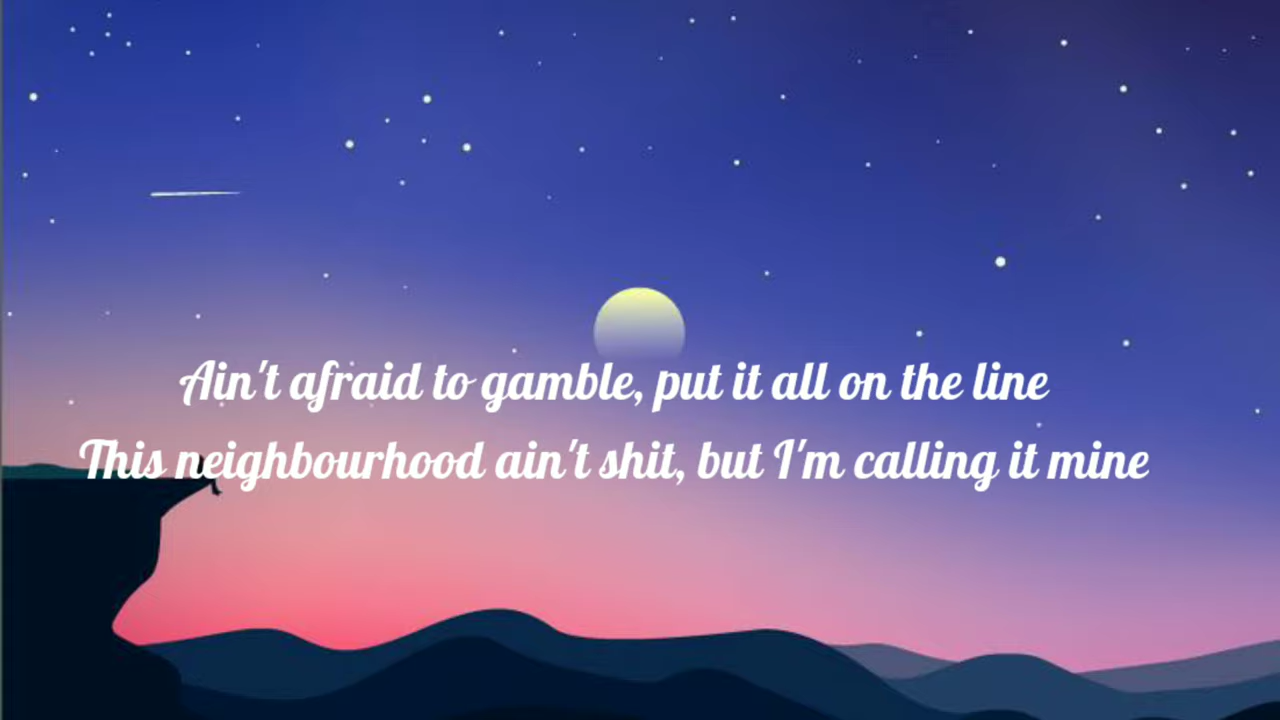 Ain't afraid to gamble, put it all on the line
This neighbourhood ain't shit, but I'm calling it mine